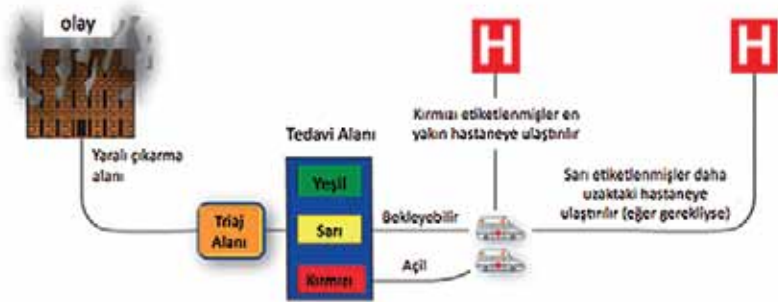 olay
H
H
Kırmızı etiketlenmişler en
yakın hastaneye ulaştırılır
Tedavi Alanı
Yaralı çıkarma
alanı
Yeşil
Sarı etiketlenmişler daha
uzaktaki hastaneye
ulaştırılır (eğer gerekliyse)
Triaj
Alanı
Sarı
Bekleyebilir
Kırmızı
Açil